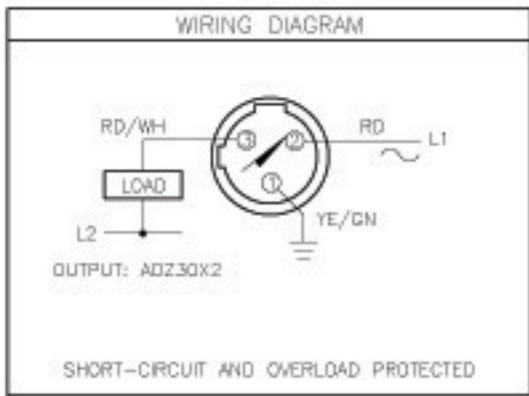 WIRING DIAGRAM
RD/WH
3
2
RD
L1
LOAD
1
L2
YE/GN
OUTPUT: ADZ30X2
SHORT-CIRCUIT AND OVERLOAD PROTECTED